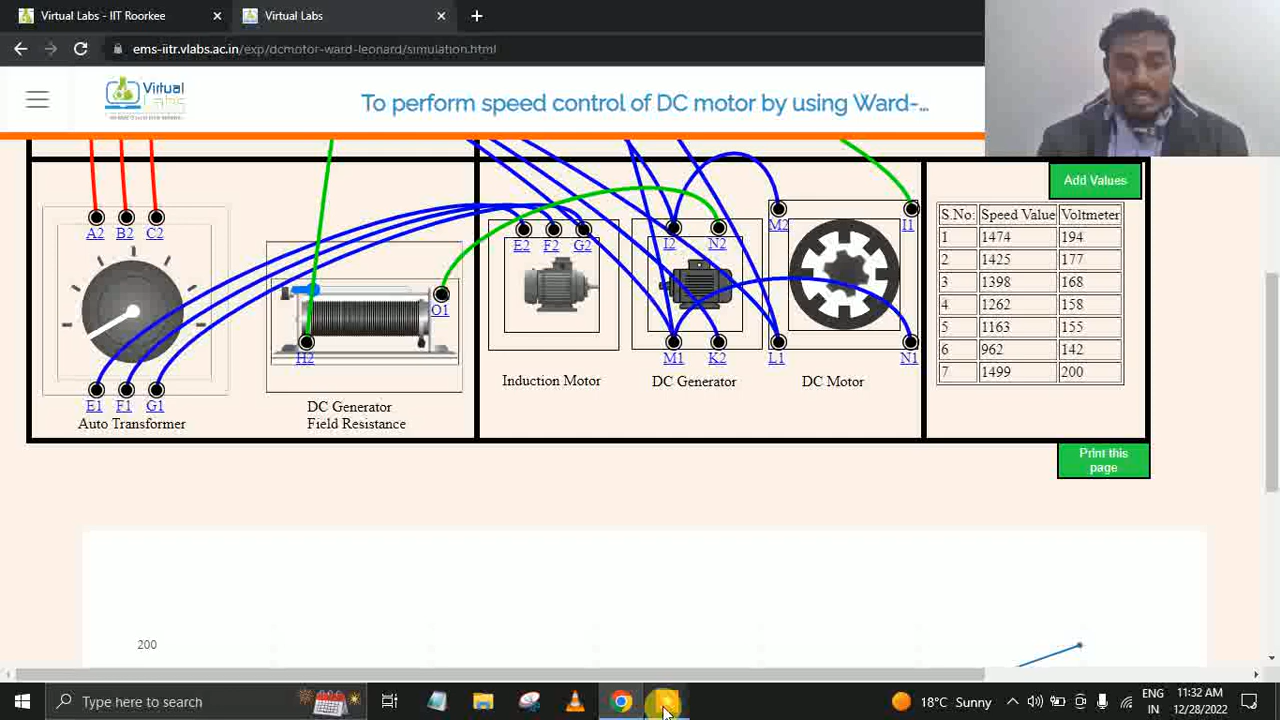 Virtual Labs - IIT Roorkee
Virtual Labs
ems-iitr.vlabs.ac.in/exp/dcmotor-ward-leonard/simulation.html
Virtual
Labs
To perform speed control of DC motor by using Ward-...
Add Values
A2 B2 C2
E2 F2 G2
I2 N2
M2
I1
O1
H2
M1 K2
L1
N1
E1 F1 G1
Auto Transformer
DC Generator
Field Resistance
Induction Motor
DC Generator
DC Motor
S.No: Speed Value Voltmeter
1 1474 194
2 1425 177
3 1398 168
4 1262 158
5 1163 155
6 962 142
7 1499 200
Print this
page
200
Type here to search
18°C Sunny
ENG
IN
11:32 AM
12/28/2022